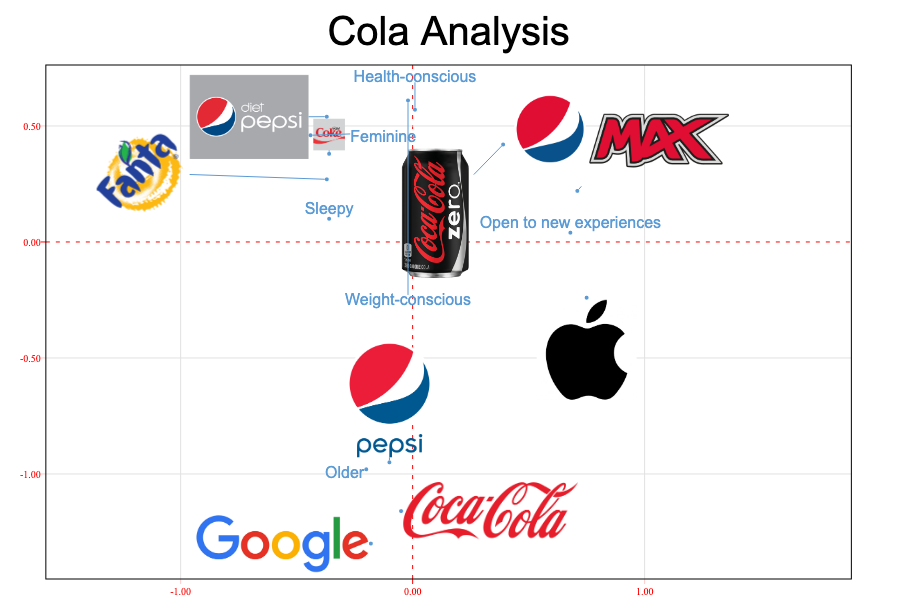 Cola Analysis
Health-conscious
diet
pepsi
Coke
Feminine
MAX
0.50
Fanta
Coca-Cola
zero
Sleepy
Open to new experiences
0.00
Weight-conscious
-0.50
pepsi
Older
-1.00
Coca-Cola
Google
-1.00
0.00
1.00